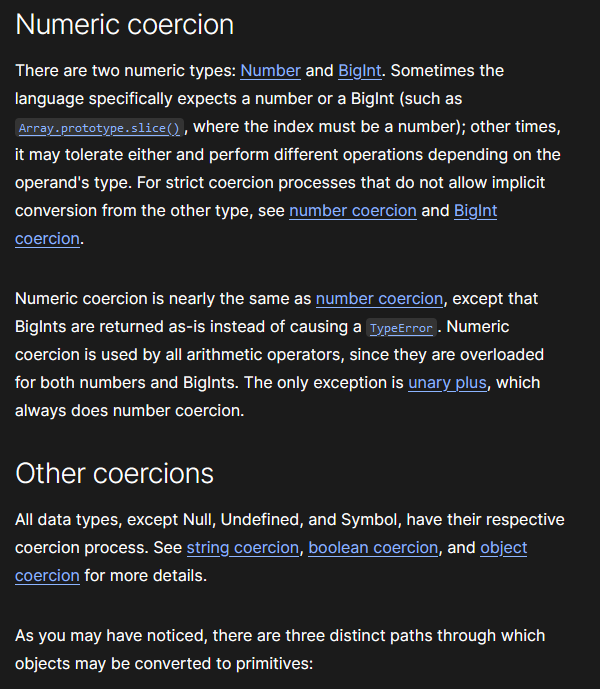 Numeric coercion
There are two numeric types: Number and BigInt. Sometimes the
language specifically expects a number or a BigInt (such as
Array.prototype.slice(), where the index must be a number); other times,
it may tolerate either and perform different operations depending on the
operand's type. For strict coercion processes that do not allow implicit
conversion from the other type, see number coercion and BigInt
coercion.
Numeric coercion is nearly the same as number coercion, except that
BigInts are returned as-is instead of causing a TypeError. Numeric
coercion is used by all arithmetic operators, since they are overloaded
for both numbers and BigInts. The only exception is unary plus, which
always does number coercion.
Other coercions
All data types, except Null, Undefined, and Symbol, have their respective
coercion process. See string coercion, boolean coercion, and object
coercion for more details.
As you may have noticed, there are three distinct paths through which
objects may be converted to primitives: